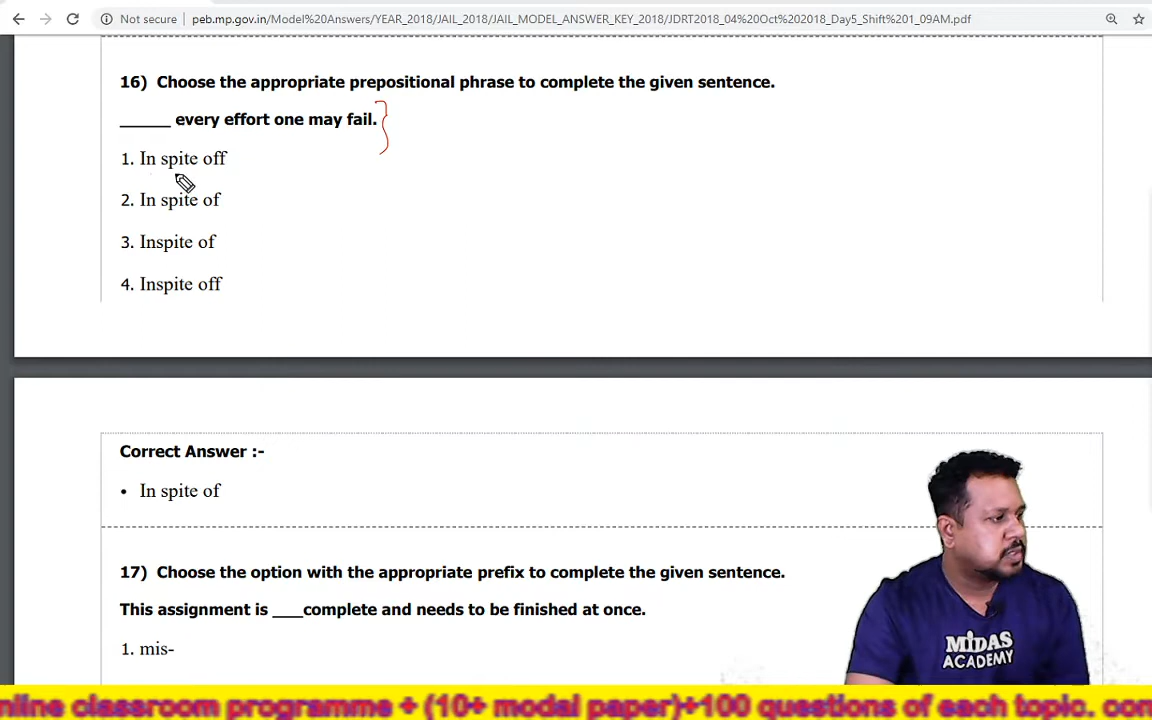 Not secure | peb.mp.gov.in/Model%20Answers/YEAR_2018/JAIL_2018/JAIL_MODEL_ANSWER_KEY_2018/JDRT2018_04%20Oct%202018_Day5_Shift%201_09AM.pdf
16) Choose the appropriate prepositional phrase to complete the given sentence.
______ every effort one may fail.
1. In spite off
2. In spite of
3. Inspite of
4. Inspite off
Correct Answer :-
• In spite of
17) Choose the option with the appropriate prefix to complete the given sentence.
This assignment is ___complete and needs to be finished at once.
1. mis-
MIDAS
ACADEMY
nline classroom programme + (10+ modal paper)+100 questions of each topic. con